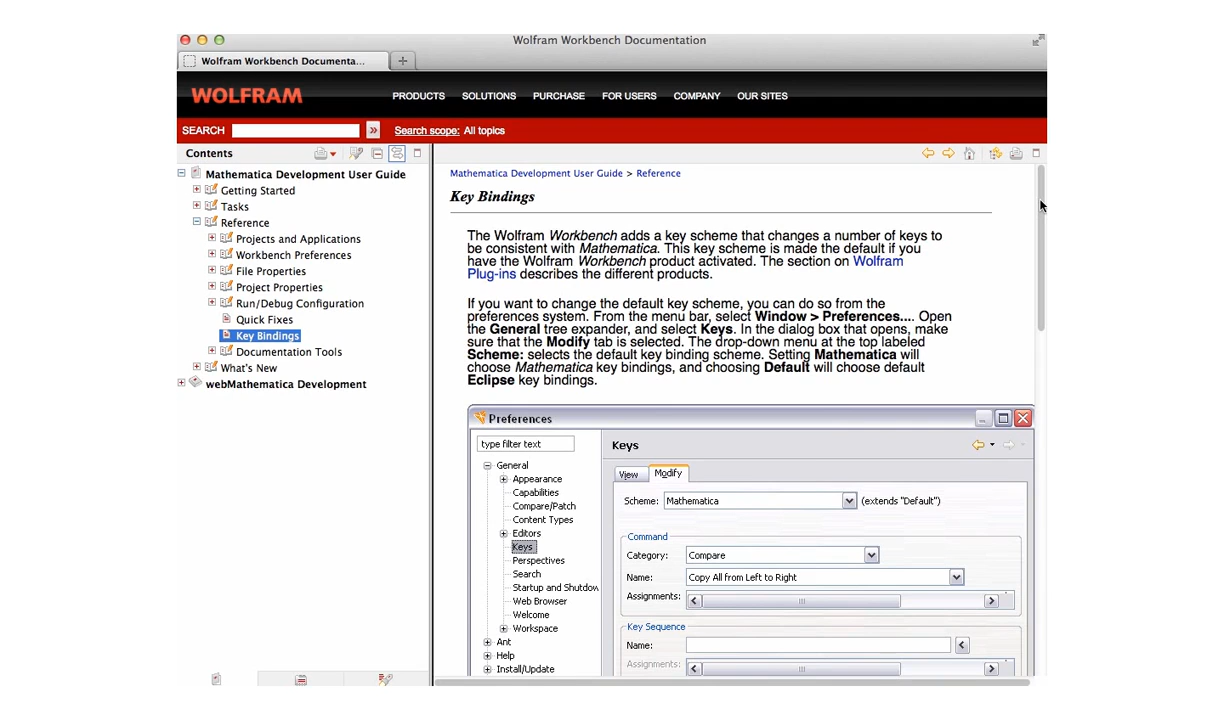 Wolfram Workbench Documentation
Wolfram Workbench Documenta...
WOLFRAM
PRODUCTS SOLUTIONS PURCHASE FOR USERS COMPANY OUR SITES
SEARCH
Search scope: All topics
Contents
Mathematica Development User Guide
Getting Started
Tasks
Reference
Projects and Applications
Workbench Preferences
File Properties
Project Properties
Run/Debug Configuration
Quick Fixes
Key Bindings
Documentation Tools
What's New
webMathematica Development
Mathematica Development User Guide > Reference
Key Bindings
The Wolfram Workbench adds a key scheme that changes a number of keys to
be consistent with Mathematica. This key scheme is made the default if you
have the Wolfram Workbench product activated. The section on Wolfram
Plug-ins describes the different products.
If you want to change the default key scheme, you can do so from the
preferences system. From the menu bar, select Window > Preferences.... Open
the General tree expander, and select Keys. In the dialog box that opens, make
sure that the Modify tab is selected. The drop-down menu at the top labeled
Scheme: selects the default key binding scheme. Setting Mathematica will
choose Mathematica key bindings, and choosing Default will choose default
Eclipse key bindings.
Preferences
type filter text
General
Appearance
Capabilities
Compare/Patch
Content Types
Editors
Keys
Perspectives
Search
Startup and Shutdow
Web Browser
Welcome
Workspace
Ant
Help
Install/Update
Keys
View Modify
Scheme: Mathematica (extends "Default")
Command
Category: Compare
Name: Copy All from Left to Right
Assignments:
Key Sequence
Name:
Assignments: